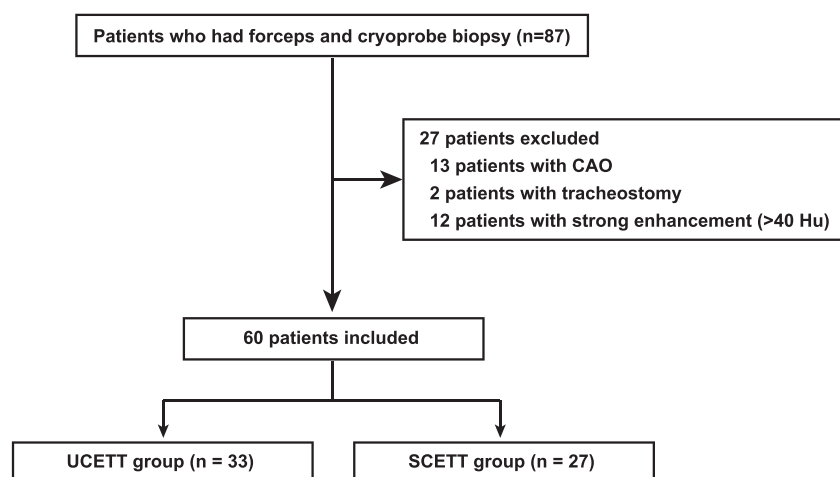 Patients who had forceps and cryoprobe biopsy (n=87)
27 patients excluded
13 patients with CAO
2 patients with tracheostomy
12 patients with strong enhancement (>40 Hu)
60 patients included
UCETT group (n = 33)
SCETT group (n = 27)